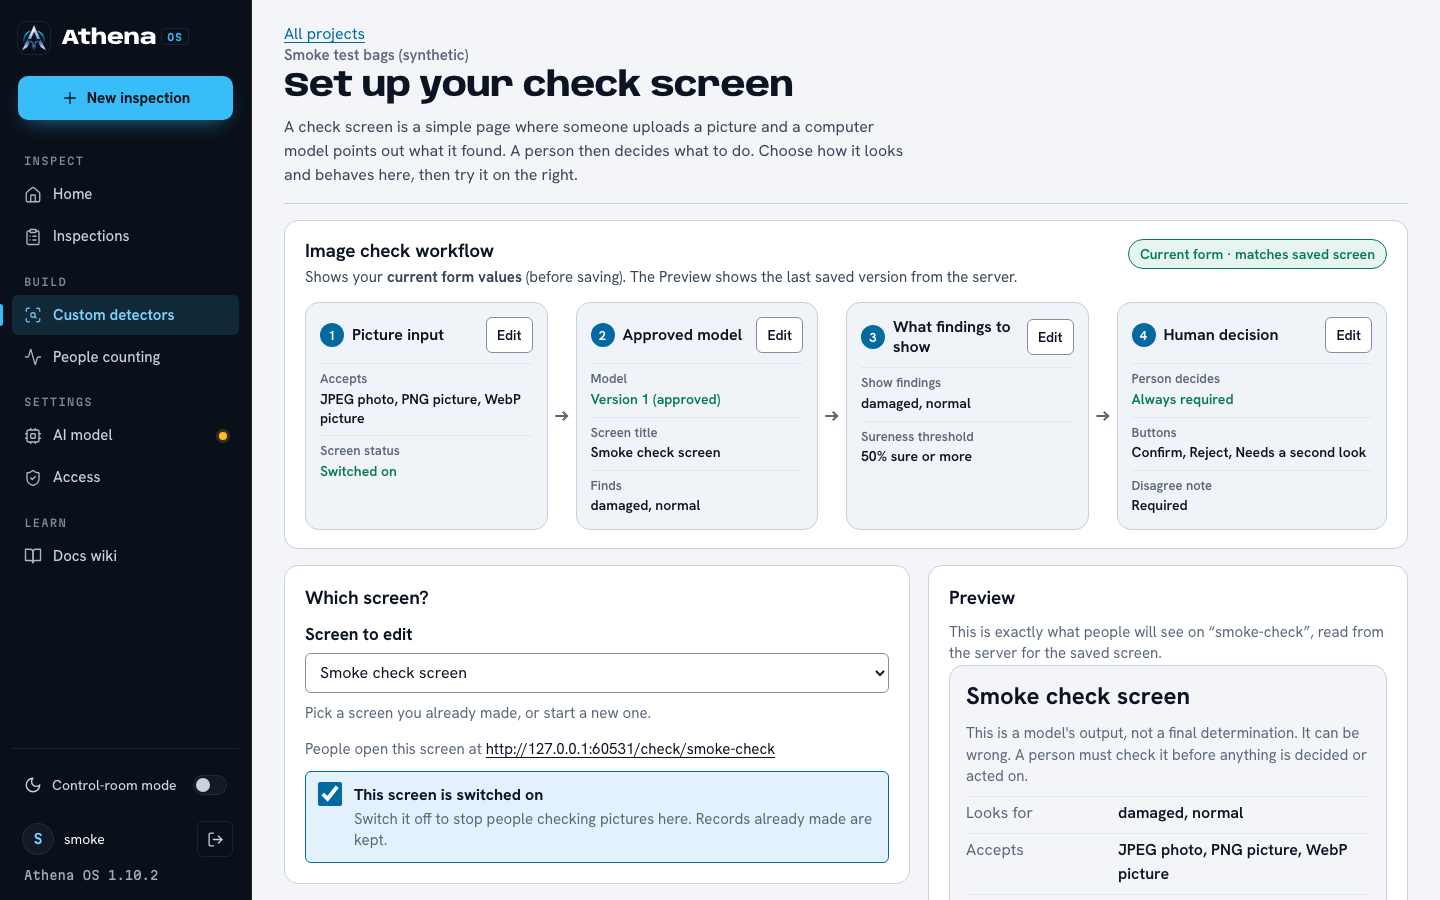 Athena OS
New inspection
INSPECT
Home
Inspections
BUILD
Custom detectors
People counting
SETTINGS
AI model
Access
LEARN
Docs wiki
Control-room mode
S smoke
Athena OS 1.10.2
All projects
Smoke test bags (synthetic)
Set up your check screen
A check screen is a simple page where someone uploads a picture and a computer
model points out what it found. A person then decides what to do. Choose how it looks
and behaves here, then try it on the right.
Image check workflow
Shows your current form values (before saving). The Preview shows the last saved version from the server.
Current form · matches saved screen
1 Picture input Edit
Accepts
JPEG photo, PNG picture, WebP
picture
Screen status
Switched on
2 Approved model Edit
Model
Version 1 (approved)
Screen title
Smoke check screen
Finds
damaged, normal
3 What findings to
show
Edit
Show findings
damaged, normal
Sureness threshold
50% sure or more
4 Human decision Edit
Person decides
Always required
Buttons
Confirm, Reject, Needs a second look
Disagree note
Required
Which screen?
Screen to edit
Smoke check screen
Pick a screen you already made, or start a new one.
People open this screen at http://127.0.0.1:60531/check/smoke-check
This screen is switched on
Switch it off to stop people checking pictures here. Records already made are
kept.
Preview
This is exactly what people will see on “smoke-check”, read from
the server for the saved screen.
Smoke check screen
This is a model's output, not a final determination. It can be
wrong. A person must check it before anything is decided or
acted on.
Looks for damaged, normal
Accepts JPEG photo, PNG picture, WebP
picture